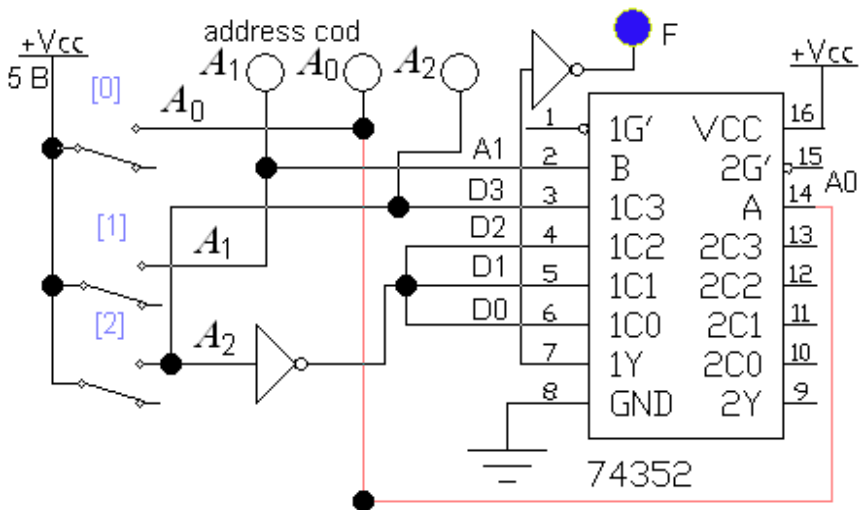 +Vcc
5 B
address cod
A1 A0 A2
F
+Vcc
[0]
A0
[1]
A1
[2]
A2
A1
D3
D2
D1
D0
A0
1 1G' VCC 16
2 B 2G' 15
3 1C3 A 14
4 1C2 2C3 13
5 1C1 2C2 12
6 1C0 2C1 11
7 1Y 2C0 10
8 GND 2Y 9
74352